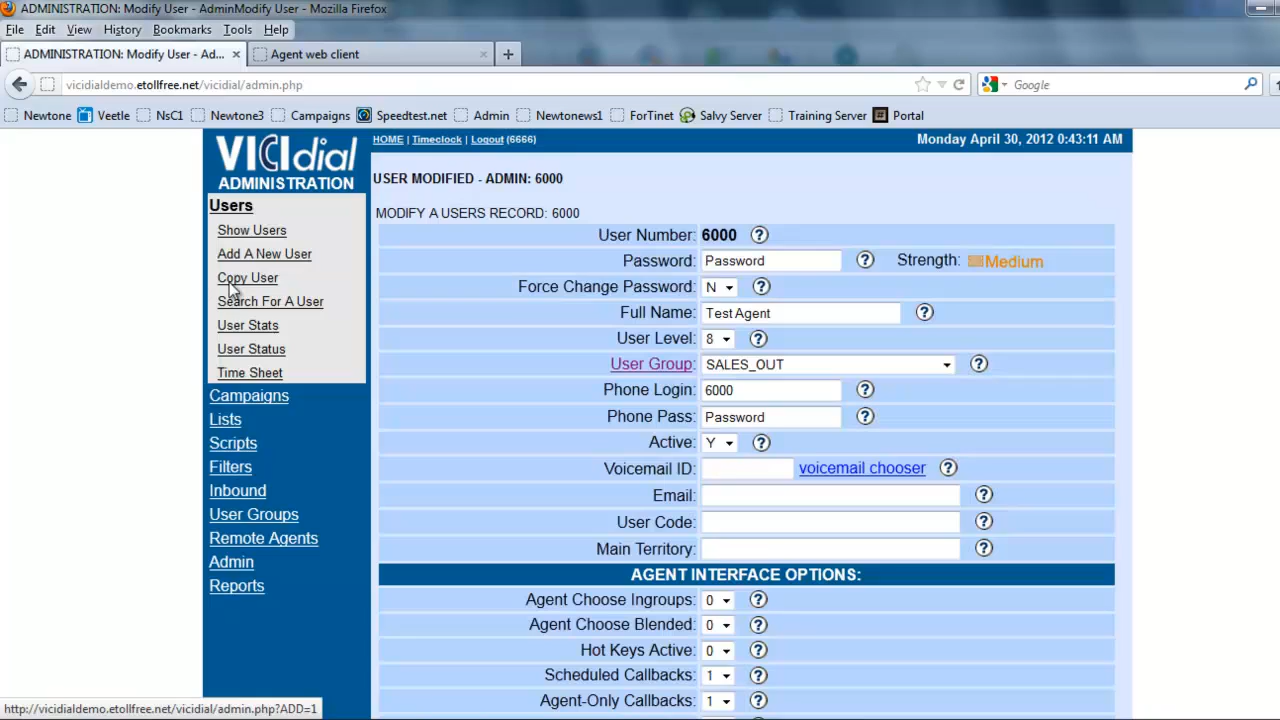 ADMINISTRATION: Modify User - AdminModify User - Mozilla Firefox
File Edit View History Bookmarks Tools Help
ADMINISTRATION: Modify User - Ad... × Agent web client × +
vicidialdemo.etollfree.net/vicidial/admin.php
Google
Newtone Veetle NsC1 Newtone3 Campaigns Speedtest.net Admin Newtonews1 ForTinet Salvy Server Training Server Portal
VICIdial
ADMINISTRATION
HOME | Timeclock | Logout (6666)
Monday April 30, 2012 0:43:11 AM
Users
Show Users
Add A New User
Copy User
Search For A User
User Stats
User Status
Time Sheet
Campaigns
Lists
Scripts
Filters
Inbound
User Groups
Remote Agents
Admin
Reports
USER MODIFIED - ADMIN: 6000
MODIFY A USERS RECORD: 6000
User Number: 6000 ?
Password: Password ? Strength: Medium
Force Change Password: N ?
Full Name: Test Agent ?
User Level: 8 ?
User Group: SALES_OUT ?
Phone Login: 6000 ?
Phone Pass: Password ?
Active: Y ?
Voicemail ID: voicemail chooser ?
Email: ?
User Code: ?
Main Territory: ?
AGENT INTERFACE OPTIONS:
Agent Choose Ingroups: 0 ?
Agent Choose Blended: 0 ?
Hot Keys Active: 0 ?
Scheduled Callbacks: 1 ?
Agent-Only Callbacks: 1 ?
http://vicidialdemo.etollfree.net/vicidial/admin.php?ADD=1